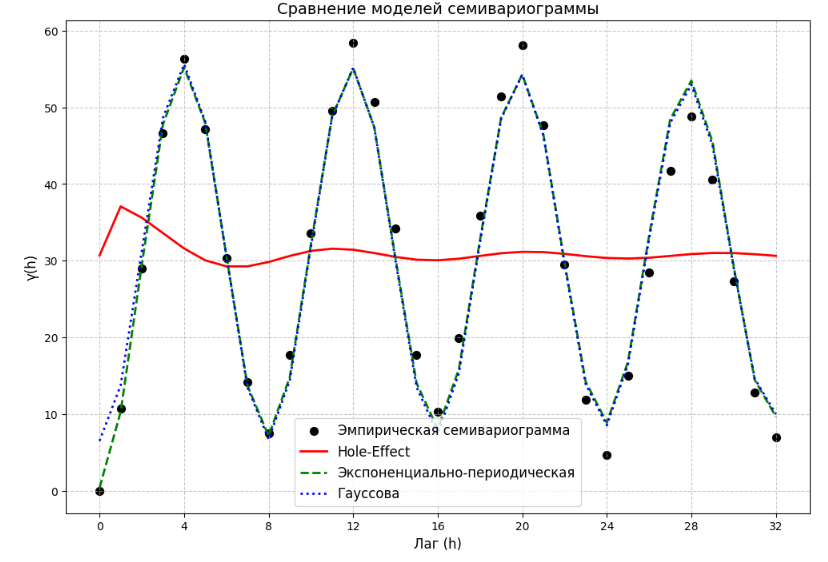 Сравнение моделей семивариограммы
γ(h)
60
50
40
30
20
10
0
Эмпирическая семивариограмма
Hole-Effect
Экспоненциально-периодическая
Гауссова
0 4 8 12 16 20 24 28 32
Лаг (h)